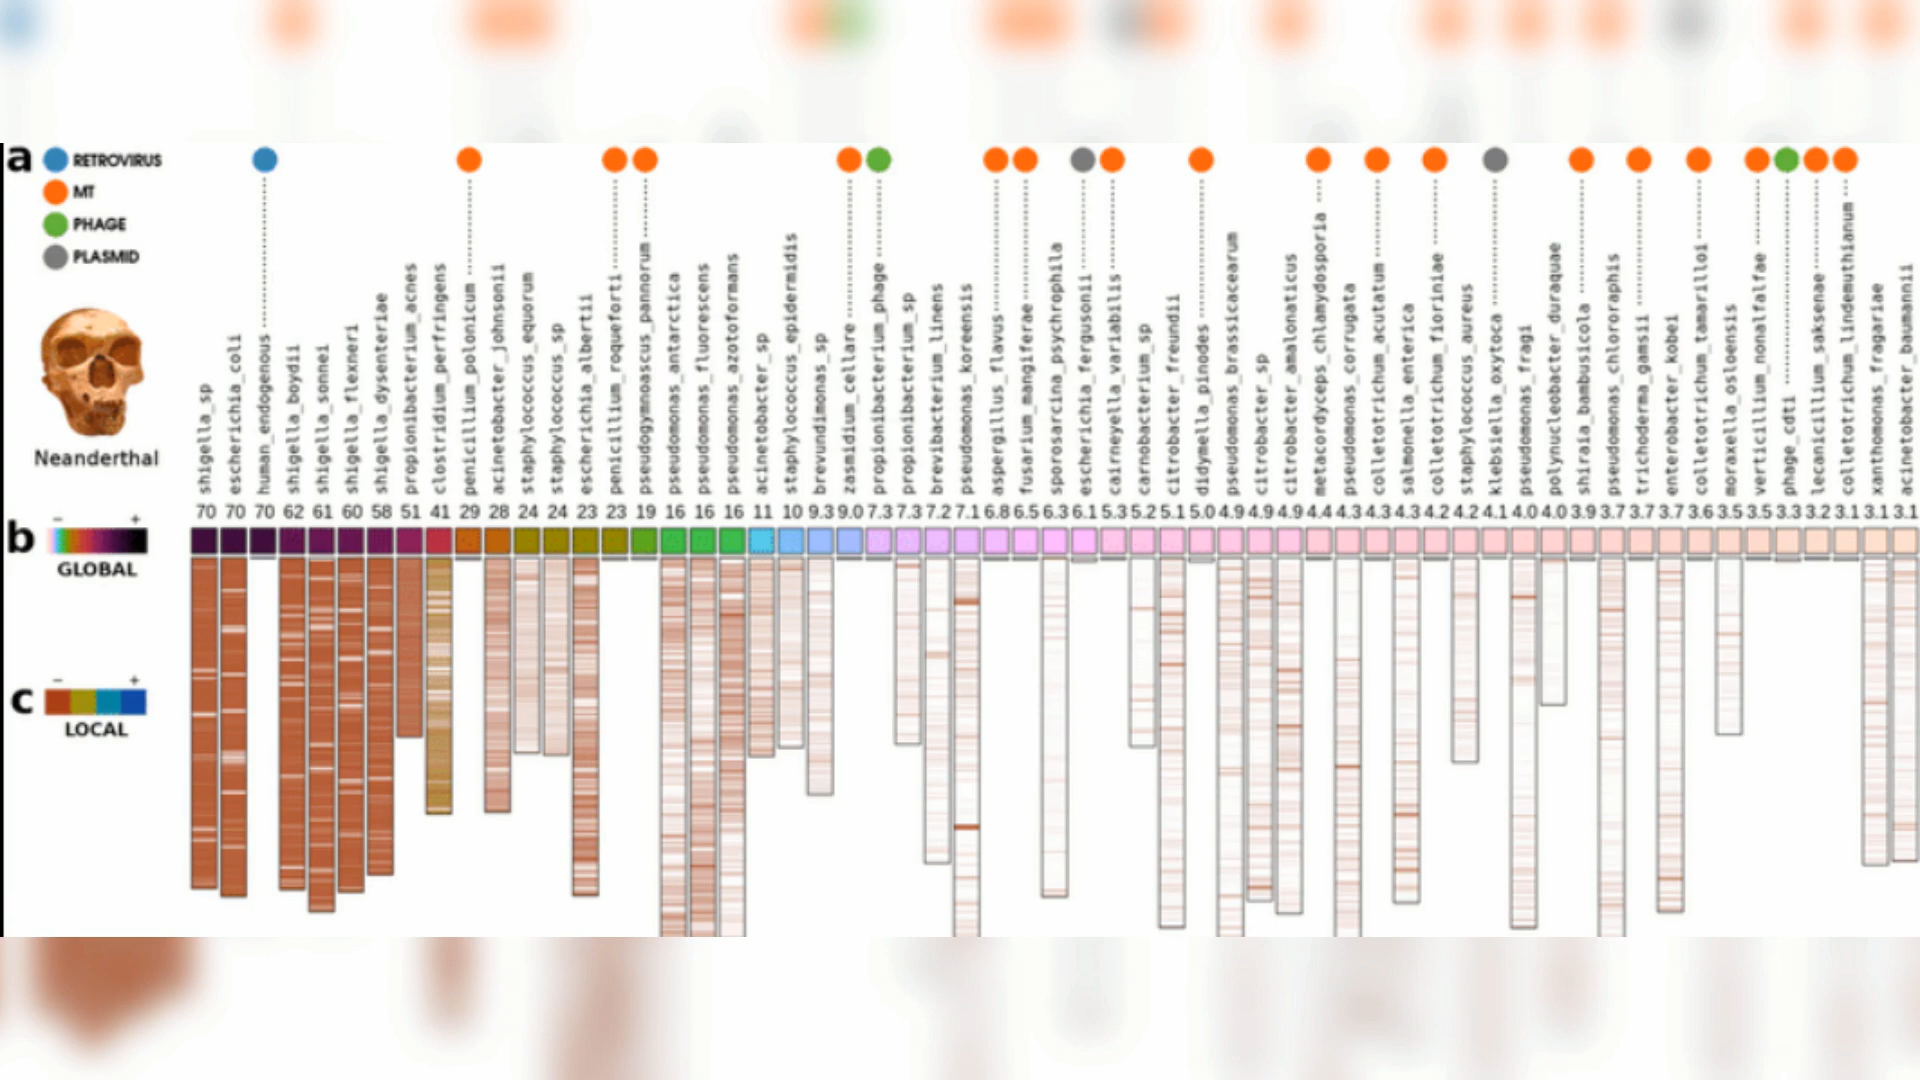 a
RETROVIRUS
MT
PHAGE
PLASMID
Neanderthal
shigella_sp
escherichia_coli
human_endogenous
shigella_boydii
shigella_sonnei
shigella_flexneri
shigella_dysenteriae
propionibacterium_acnes
clostridium_perfringens
penicillium_polonicum
acinetobacter_johnsonii
staphylococcus_equorum
staphylococcus_sp
escherichia_albertii
penicillium_roqueforti
pseudogymnoascus_pannorum
pseudomonas_antarctica
pseudomonas_fluorescens
pseudomonas_azotoformans
acinetobacter_sp
staphylococcus_epidermidis
brevundimonas_sp
zasmidium_cellare
propionibacterium_phage
propionibacterium_sp
brevibacterium_linens
pseudomonas_koreensis
aspergillus_flavus
fusarium_mangiferae
sporosarcina_psychrophila
escherichia_fergusonii
cairneyella_variabilis
carnobacterium_sp
citrobacter_freundii
didymella_pinodes
pseudomonas_brassicacearum
citrobacter_sp
citrobacter_amalonaticus
metacordyceps_chlamydosporia
pseudomonas_corrugata
colletotrichum_acutatum
salmonella_enterica
colletotrichum_fioriniae
staphylococcus_aureus
klebsiella_oxytoca
pseudomonas_fragi
polynucleobacter_duraquae
shiraia_bambusicola
pseudomonas_chlororaphis
trichoderma_gamsii
enterobacter_kobei
colletotrichum_tamarilloi
moraxella_osloensis
verticillium_nonalfalfae
phage_cdti
lecanicillium_saksenae
colletotrichum_lindemuthianum
xanthomonas_fragariae
acinetobacter_baumannii
70 70 70 62 61 60 58 51 41 29 28 24 24 23 23 19 16 16 16 11 10 9.3 9.0 7.3 7.3 7.2 7.1 6.8 6.5 6.3 6.1 5.3 5.2 5.1 5.0 4.9 4.9 4.9 4.4 4.3 4.3 4.3 4.2 4.2 4.1 4.0 4.0 3.9 3.7 3.7 3.7 3.6 3.5 3.5 3.3 3.2 3.1 3.1 3.1
b
- +
GLOBAL
c
- +
LOCAL